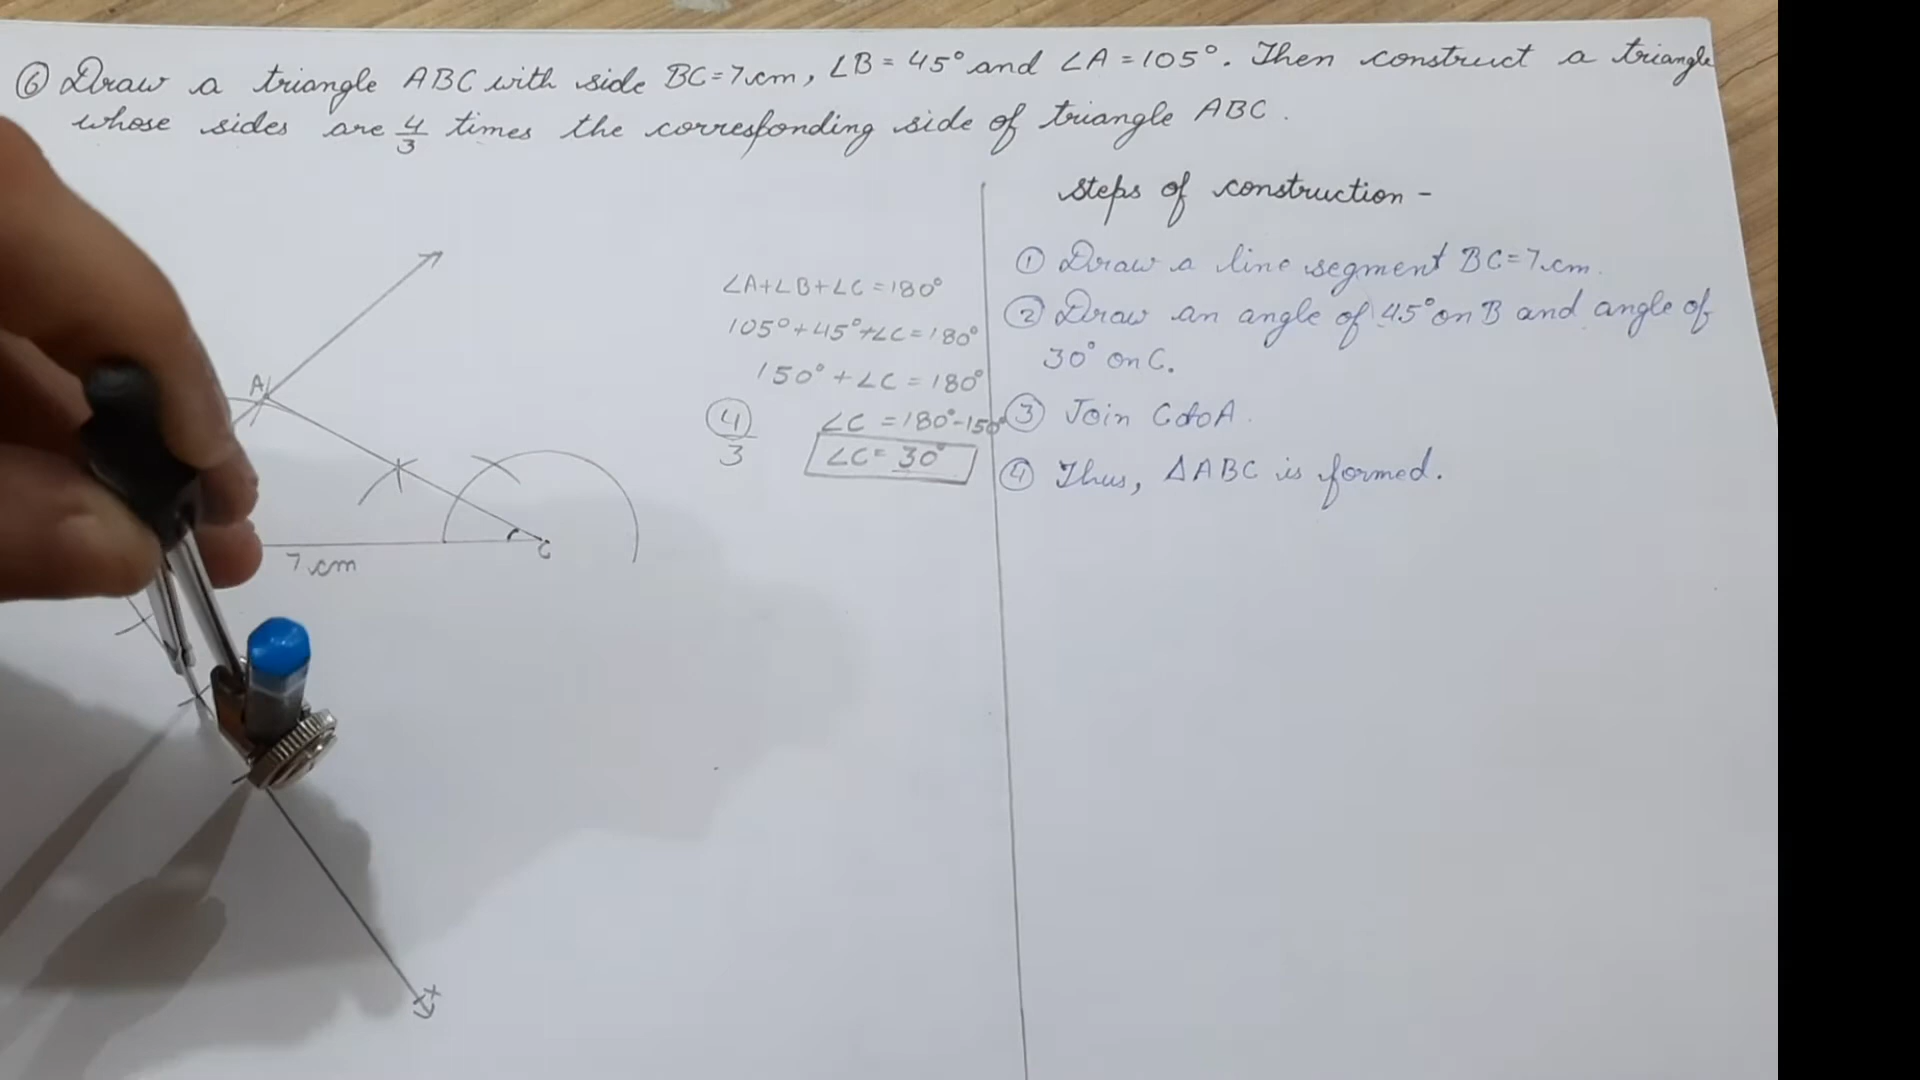 ⑥ Draw a triangle ABC with side BC=7cm, ∠B = 45° and ∠A = 105°. Then construct a triangle
whose sides are 4/3 times the corresponding side of triangle ABC.
steps of construction -
① Draw a line segment BC=7cm.
② Draw an angle of 45° on B and angle of
30° on C.
③ Join C to A.
④ Thus, ΔABC is formed.
∠A+∠B+∠C=180°
105°+45°+∠C=180°
150°+∠C=180°
∠C=180°-150°
∠C=30°
4/3
A
C
7cm
X